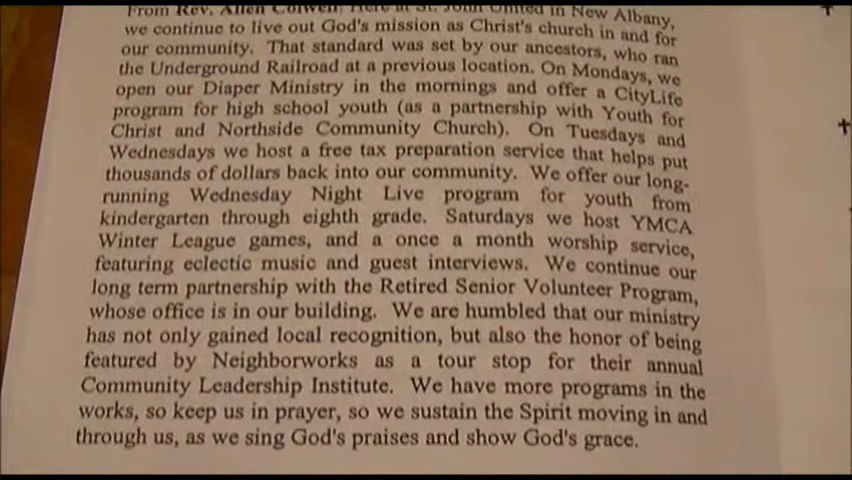 From Rev. Allen Colwell: Here at St. John United in New Albany,
we continue to live out God's mission as Christ's church in and for
our community. That standard was set by our ancestors, who ran
the Underground Railroad at a previous location. On Mondays, we
open our Diaper Ministry in the mornings and offer a CityLife
program for high school youth (as a partnership with Youth for
Christ and Northside Community Church). On Tuesdays and
Wednesdays we host a free tax preparation service that helps put
thousands of dollars back into our community. We offer our long-
running Wednesday Night Live program for youth from
kindergarten through eighth grade. Saturdays we host YMCA
Winter League games, and a once a month worship service,
featuring eclectic music and guest interviews. We continue our
long term partnership with the Retired Senior Volunteer Program,
whose office is in our building. We are humbled that our ministry
has not only gained local recognition, but also the honor of being
featured by Neighborworks as a tour stop for their annual
Community Leadership Institute. We have more programs in the
works, so keep us in prayer, so we sustain the Spirit moving in and
through us, as we sing God's praises and show God's grace.